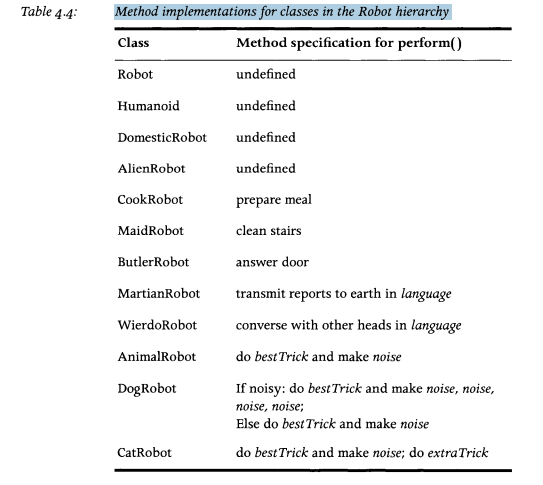 Table 4.4: Method implementations for classes in the Robot hierarchy
Class Method specification for perform()
Robot undefined
Humanoid undefined
DomesticRobot undefined
AlienRobot undefined
CookRobot prepare meal
MaidRobot clean stairs
ButlerRobot answer door
MartianRobot transmit reports to earth in language
WierdoRobot converse with other heads in language
AnimalRobot do bestTrick and make noise
DogRobot If noisy: do bestTrick and make noise, noise,
noise, noise;
Else do bestTrick and make noise
CatRobot do bestTrick and make noise; do extraTrick